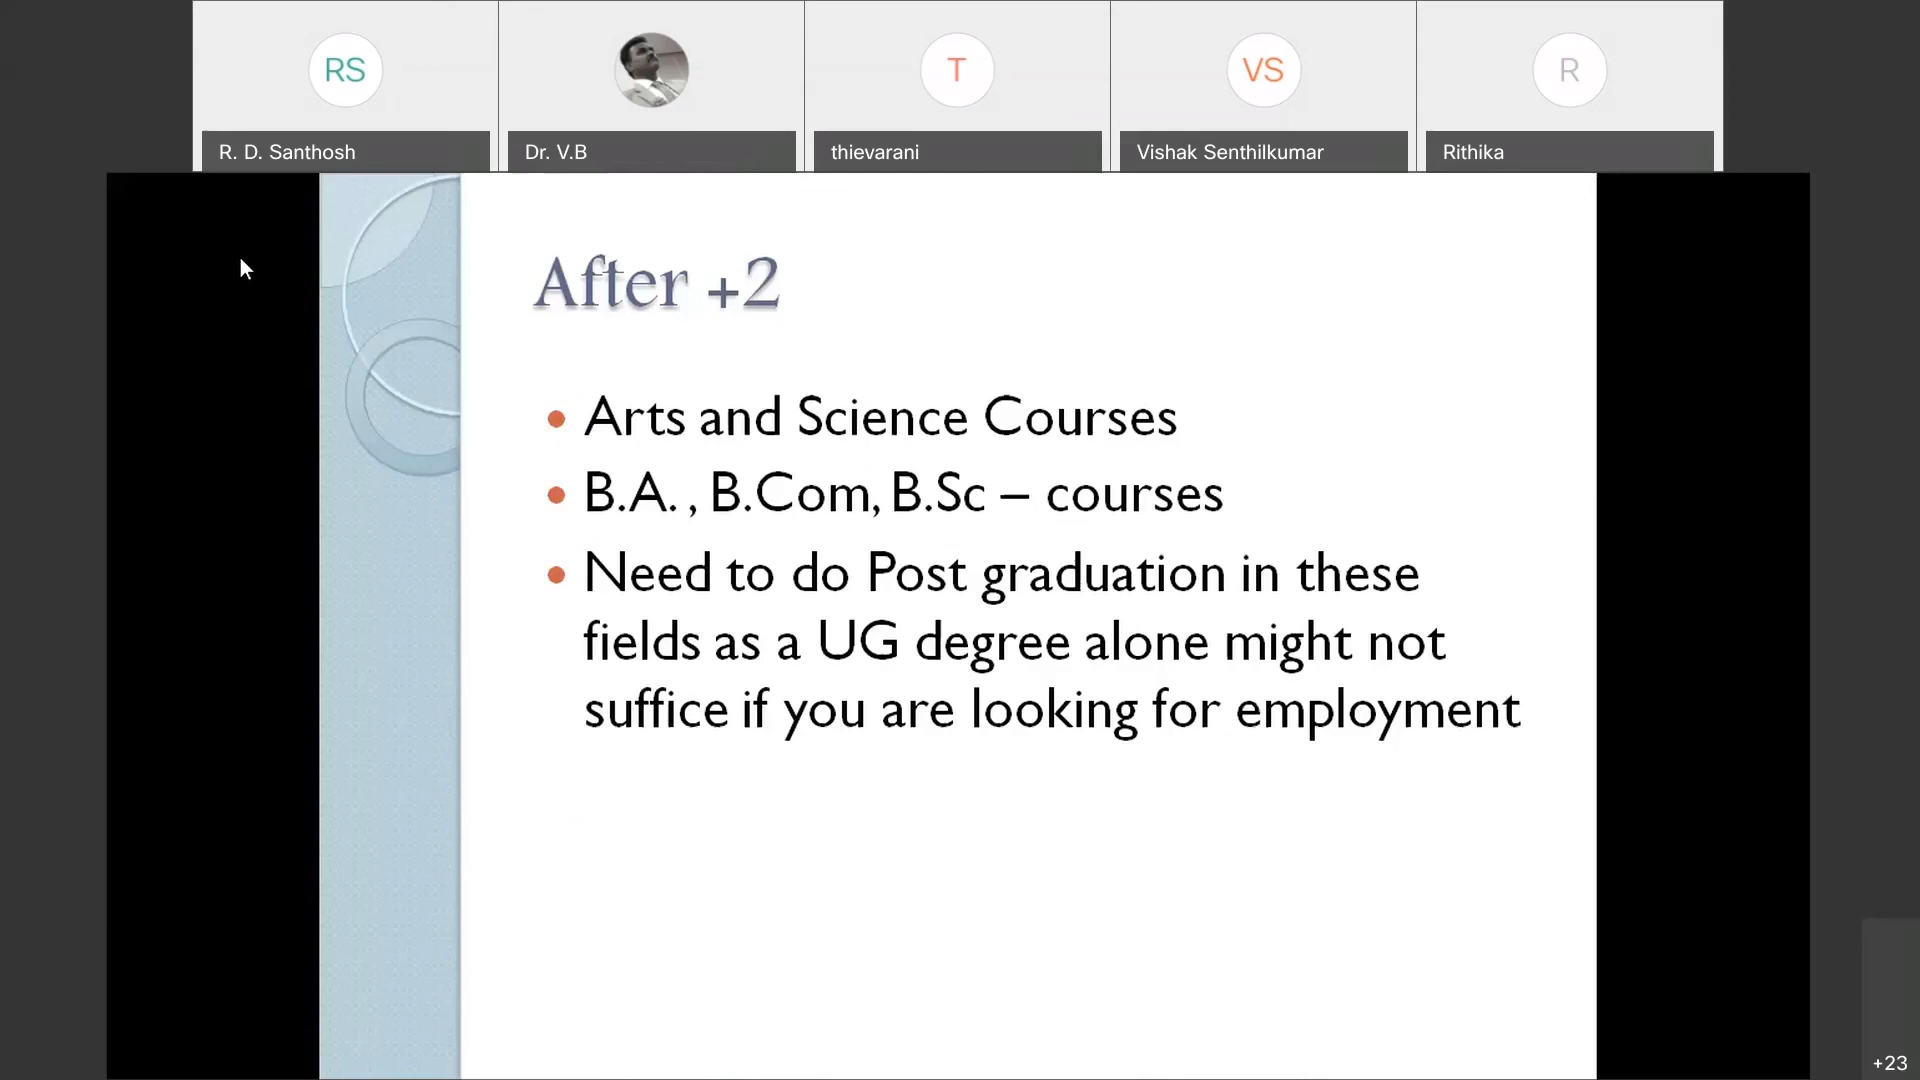 RS
T
VS
R
R. D. Santhosh
Dr. V.B
thievarani
Vishak Senthilkumar
Rithika
After +2
• Arts and Science Courses
• B.A. , B.Com, B.Sc – courses
• Need to do Post graduation in these
fields as a UG degree alone might not
suffice if you are looking for employment
+23